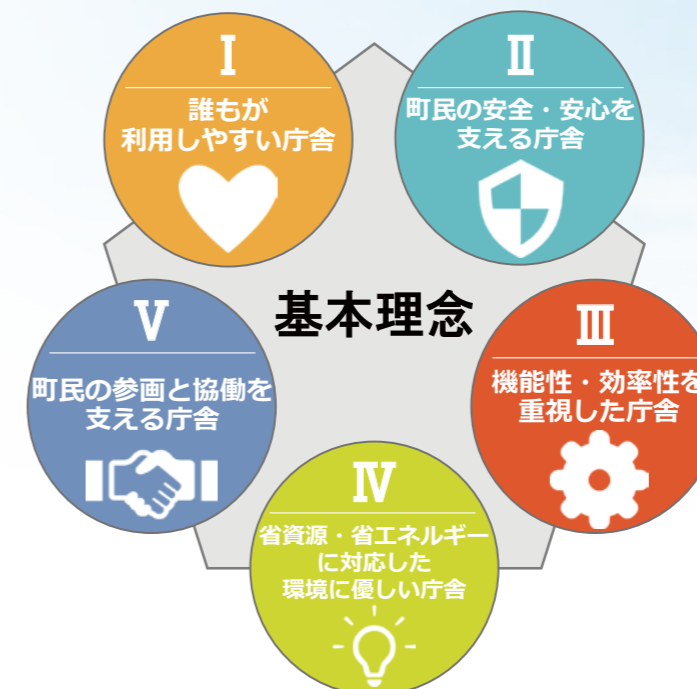 基本理念
Ⅰ
誰もが
利用しやすい庁舎
Ⅱ
町民の安全・安心を
支える庁舎
Ⅲ
機能性・効率性を
重視した庁舎
Ⅳ
省資源・省エネルギー
に対応した
環境に優しい庁舎
Ⅴ
町民の参画と協働を
支える庁舎